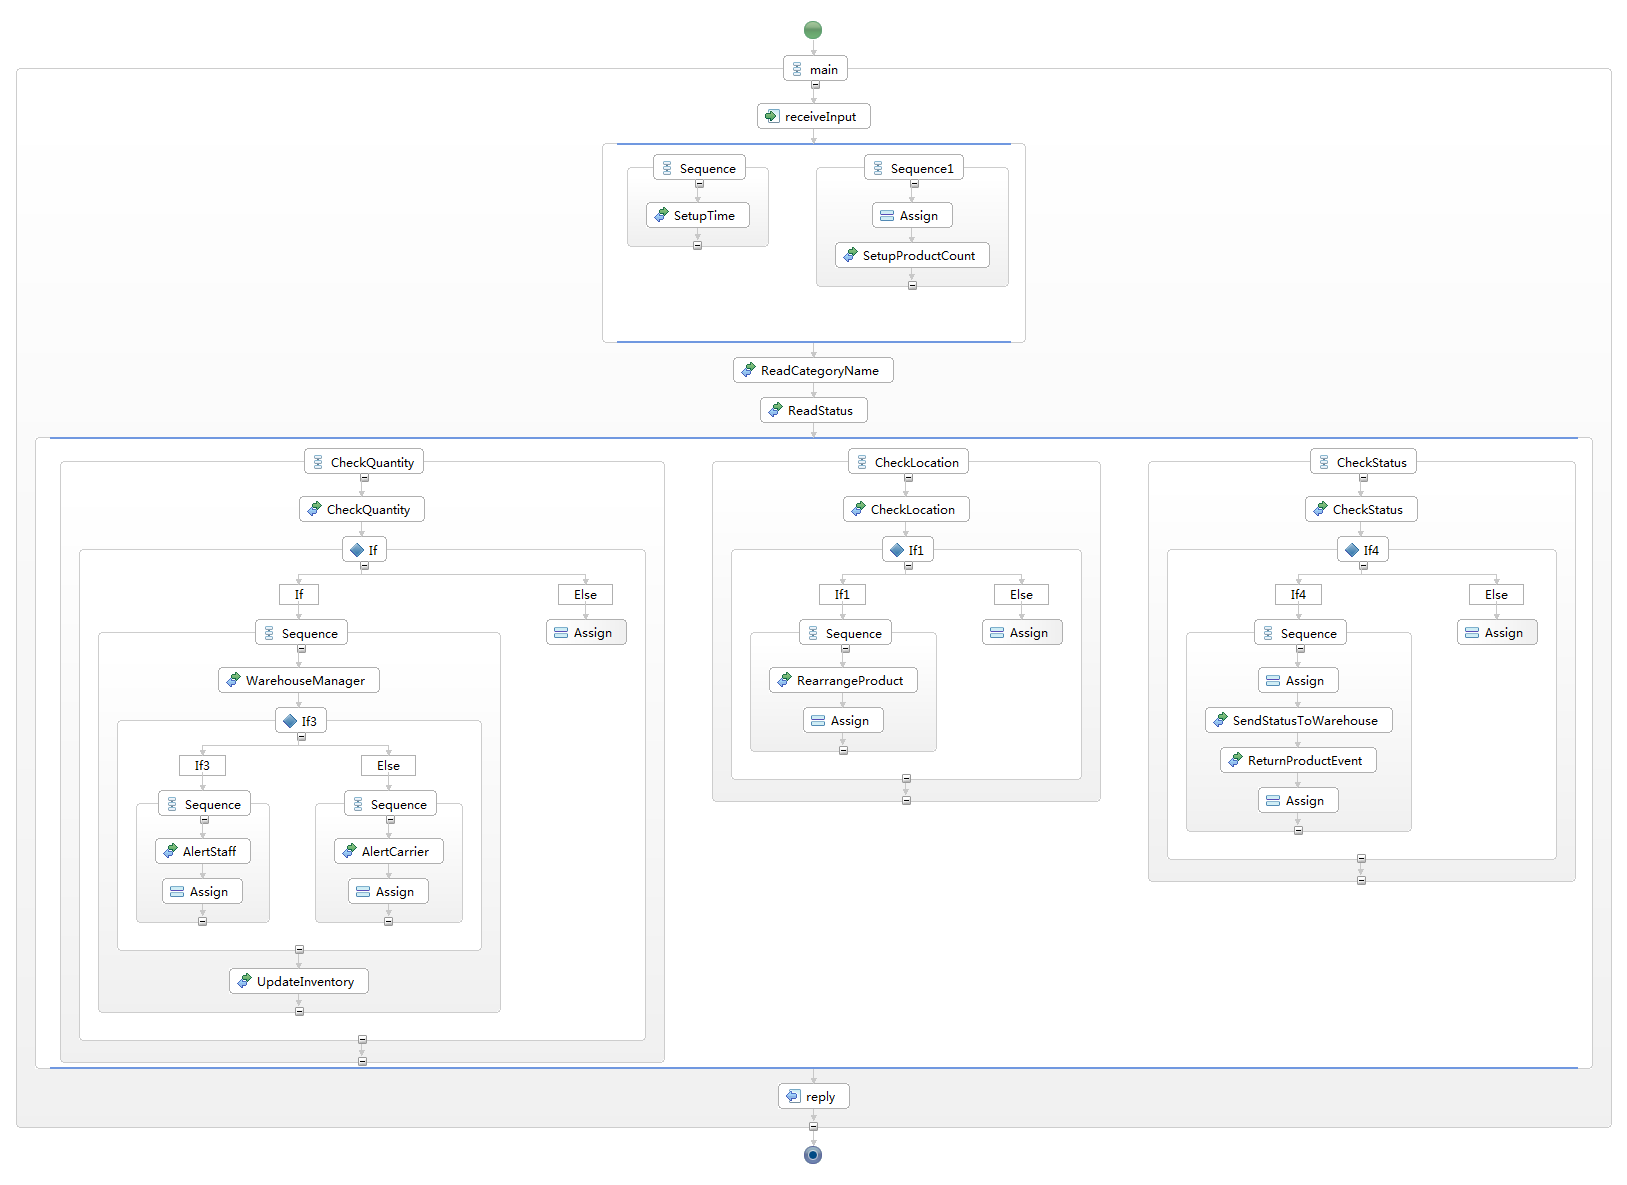 main
receiveInput
Sequence
Sequence1
SetupTime
Assign
SetupProductCount
ReadCategoryName
ReadStatus
CheckQuantity
CheckLocation
CheckStatus
CheckQuantity
CheckLocation
CheckStatus
If
If1
If4
If
Else
If1
Else
If4
Else
Sequence
Assign
Sequence
Assign
Sequence
Assign
WarehouseManager
RearrangeProduct
Assign
If3
Assign
SendStatusToWarehouse
If3
Else
ReturnProductEvent
Sequence
Sequence
Assign
AlertStaff
AlertCarrier
Assign
Assign
UpdateInventory
reply